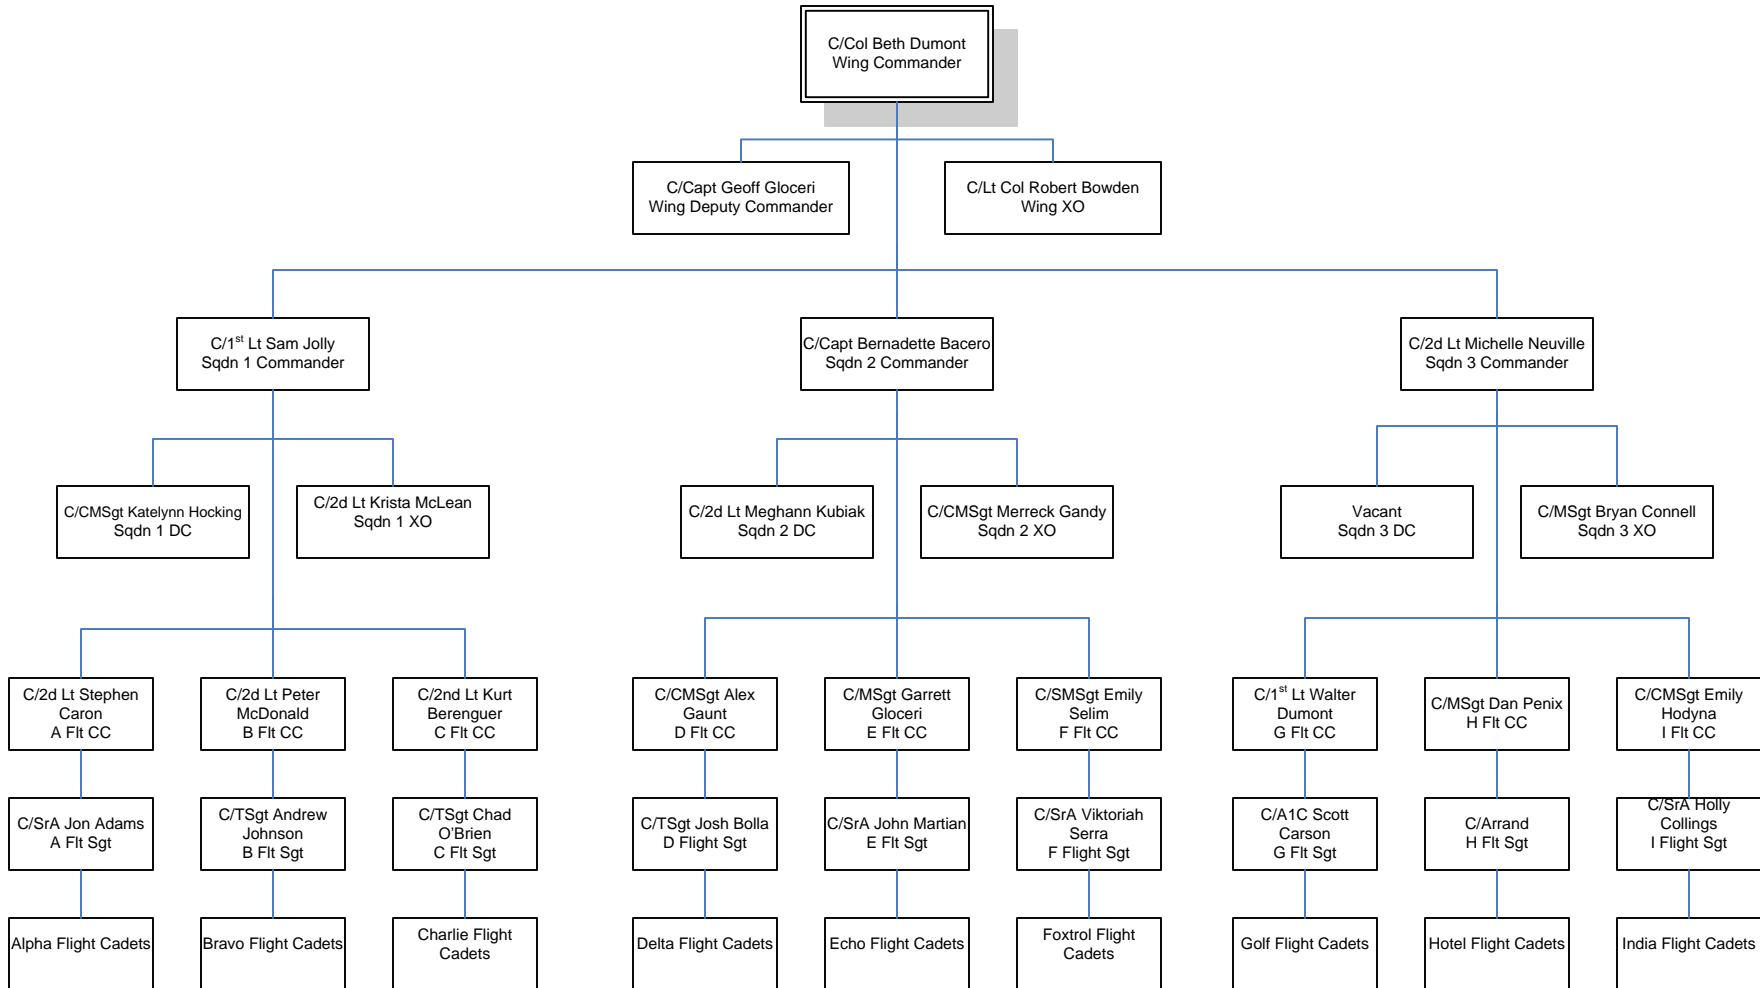 C/Col Beth Dumont
Wing Commander
C/Capt Geoff Gloceri
Wing Deputy Commander
C/Lt Col Robert Bowden
Wing XO
C/1st Lt Sam Jolly
Sqdn 1 Commander
C/Capt Bernadette Bacero
Sqdn 2 Commander
C/2d Lt Michelle Neuville
Sqdn 3 Commander
C/CMSgt Katelynn Hocking
Sqdn 1 DC
C/2d Lt Krista McLean
Sqdn 1 XO
C/2d Lt Meghann Kubiak
Sqdn 2 DC
C/CMSgt Merreck Gandy
Sqdn 2 XO
Vacant
Sqdn 3 DC
C/MSgt Bryan Connell
Sqdn 3 XO
C/2d Lt Stephen
Caron
A Flt CC
C/2d Lt Peter
McDonald
B Flt CC
C/2nd Lt Kurt
Berenguer
C Flt CC
C/CMSgt Alex
Gaunt
D Flt CC
C/MSgt Garrett
Gloceri
E Flt CC
C/SMSgt Emily
Selim
F Flt CC
C/1st Lt Walter
Dumont
G Flt CC
C/MSgt Dan Penix
H Flt CC
C/CMSgt Emily
Hodyna
I Flt CC
C/SrA Jon Adams
A Flt Sgt
C/TSgt Andrew
Johnson
B Flt Sgt
C/TSgt Chad
O’Brien
C Flt Sgt
C/TSgt Josh Bolla
D Flight Sgt
C/SrA John Martian
E Flt Sgt
C/SrA Viktoriah
Serra
F Flight Sgt
C/A1C Scott
Carson
G Flt Sgt
C/Arrand
H Flt Sgt
C/SrA Holly
Collings
I Flight Sgt
Alpha Flight Cadets
Bravo Flight Cadets
Charlie Flight
Cadets
Delta Flight Cadets
Echo Flight Cadets
Foxtrol Flight
Cadets
Golf Flight Cadets
Hotel Flight Cadets
India Flight Cadets